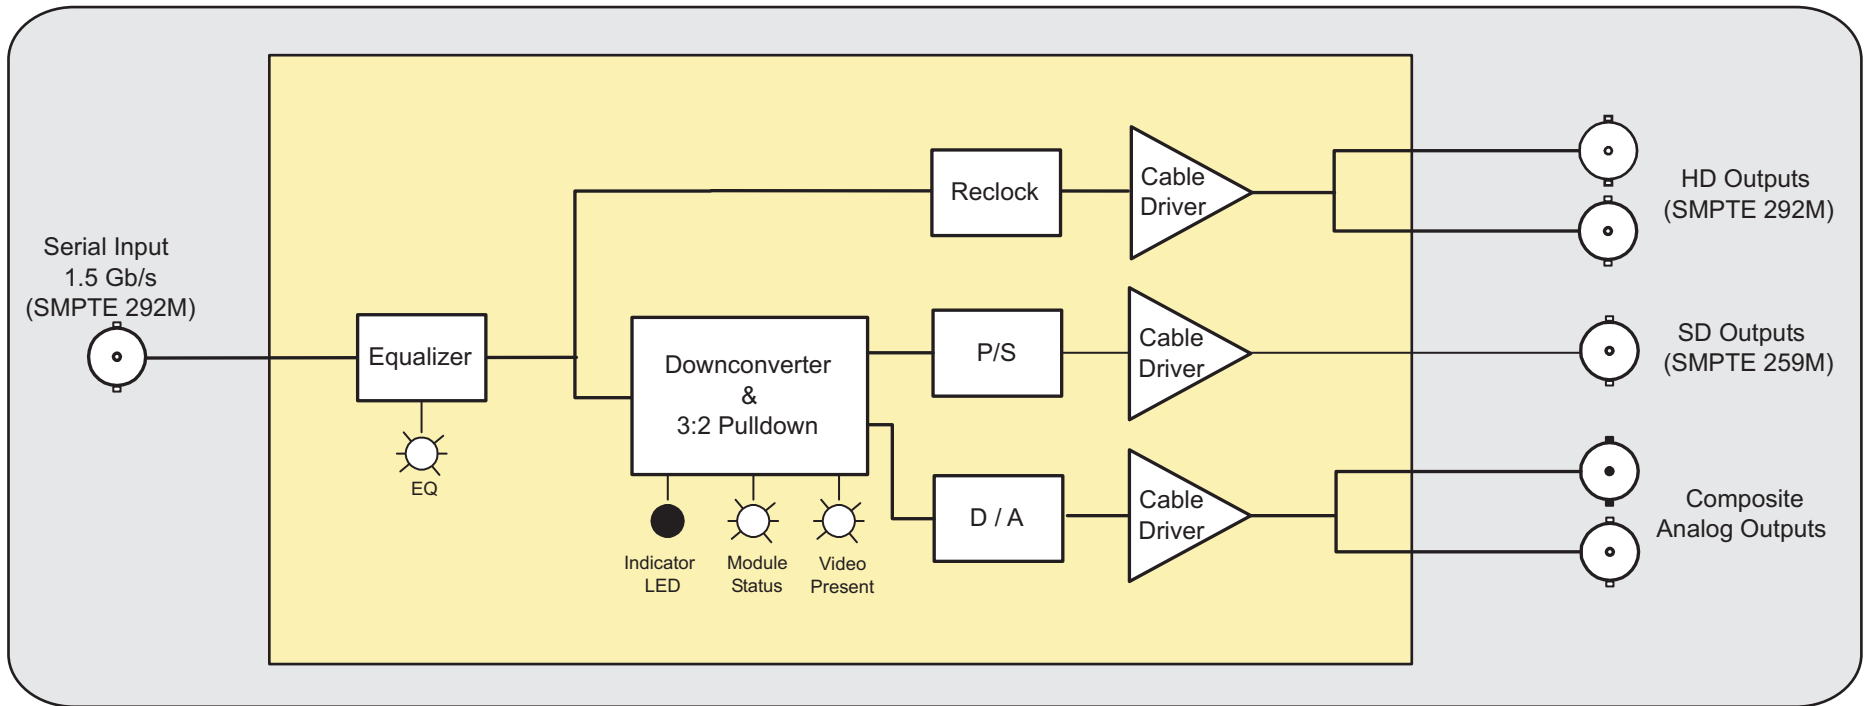 Serial Input
1.5 Gb/s
(SMPTE 292M)
Equalizer
EQ
Downconverter
&
3:2 Pulldown
Indicator
LED
Module
Status
Video
Present
Reclock
Cable
Driver
P/S
Cable
Driver
D / A
Cable
Driver
HD Outputs
(SMPTE 292M)
SD Outputs
(SMPTE 259M)
Composite
Analog Outputs